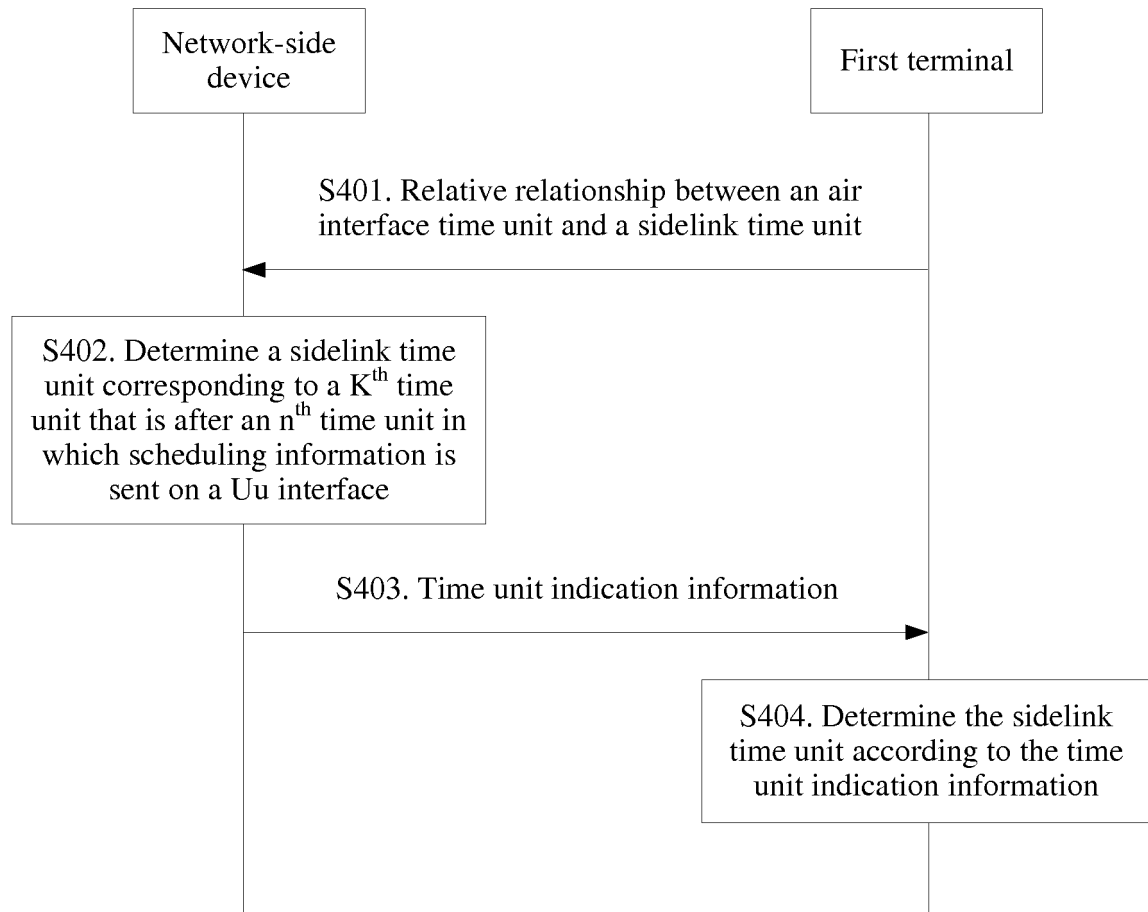 Network-side
device
First terminal
S401. Relative relationship between an air
interface time unit and a sidelink time unit
S402. Determine a sidelink time
unit corresponding to a Kth time
unit that is after an nth time unit in
which scheduling information is
sent on a Uu interface
S403. Time unit indication information
S404. Determine the sidelink
time unit according to the time
unit indication information